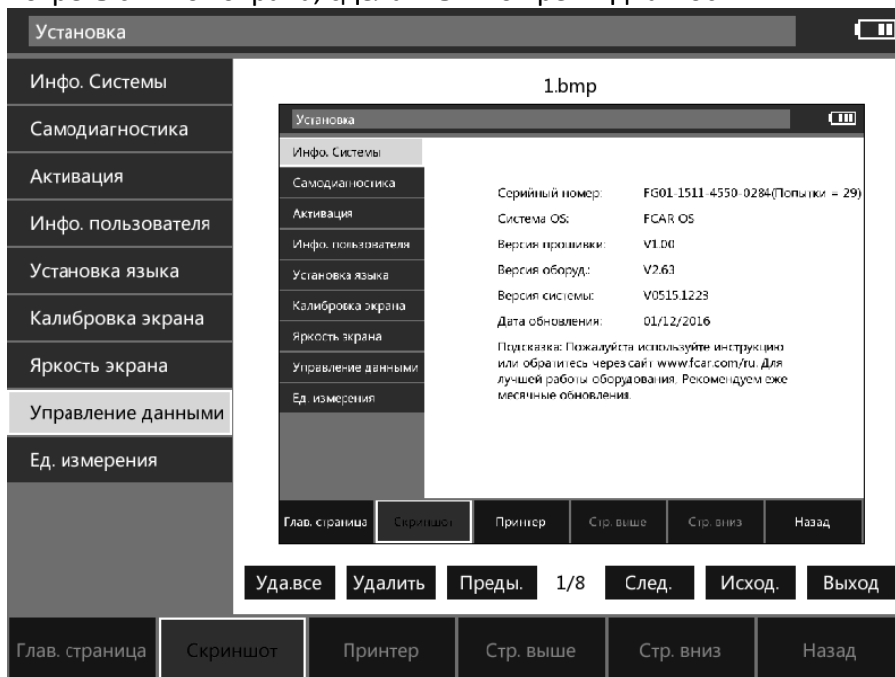 Установка
Инфо. Системы
Самодиагностика
Активация
Инфо. пользователя
Установка языка
Калибровка экрана
Яркость экрана
Управление данными
Ед. измерения
1.bmp
Установка
Инфо. Системы
Самодиагностика
Активация
Инфо. пользователя
Установка языка
Калибровка экрана
Яркость экрана
Управление данными
Ед. измерения
Серийный номер: FG01-1511-4550-0284(Попытки = 29)
Система OS: FCAR OS
Версия прошивки: V1.00
Версия оборуд.: V2.63
Версия системы: V0515.1223
Дата обновления: 01/12/2016
Подсказка: Пожалуйста используйте инструкцию
или обратитесь через сайт www.fcar.com/ru. Для
лучшей работы оборудования, Рекомендуем еже
месячные обновления.
Глав. страница Скриншот Принтер Стр. выше Стр. вниз Назад
Уда.все Удалить Преды. 1/8 След. Исход. Выход
Глав. страница Скриншот Принтер Стр. выше Стр. вниз Назад